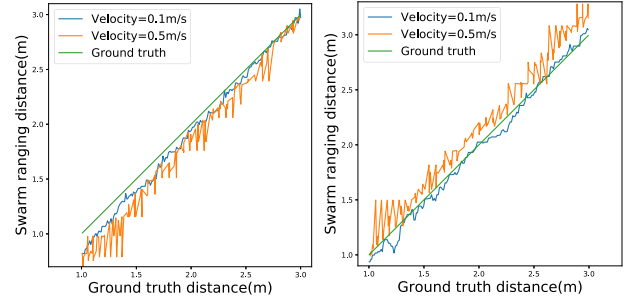 Velocity=0.1m/s
Velocity=0.5m/s
Ground truth
3.0
2.5
2.0
1.5
1.0
1.0
1.5
2.0
2.5
3.0
Swarm ranging distance(m)
Ground truth distance(m)
Velocity=0.1m/s
Velocity=0.5m/s
Ground truth
3.0
2.5
2.0
1.5
1.0
1.0
1.5
2.0
2.5
3.0
Swarm ranging distance(m)
Ground truth distance(m)